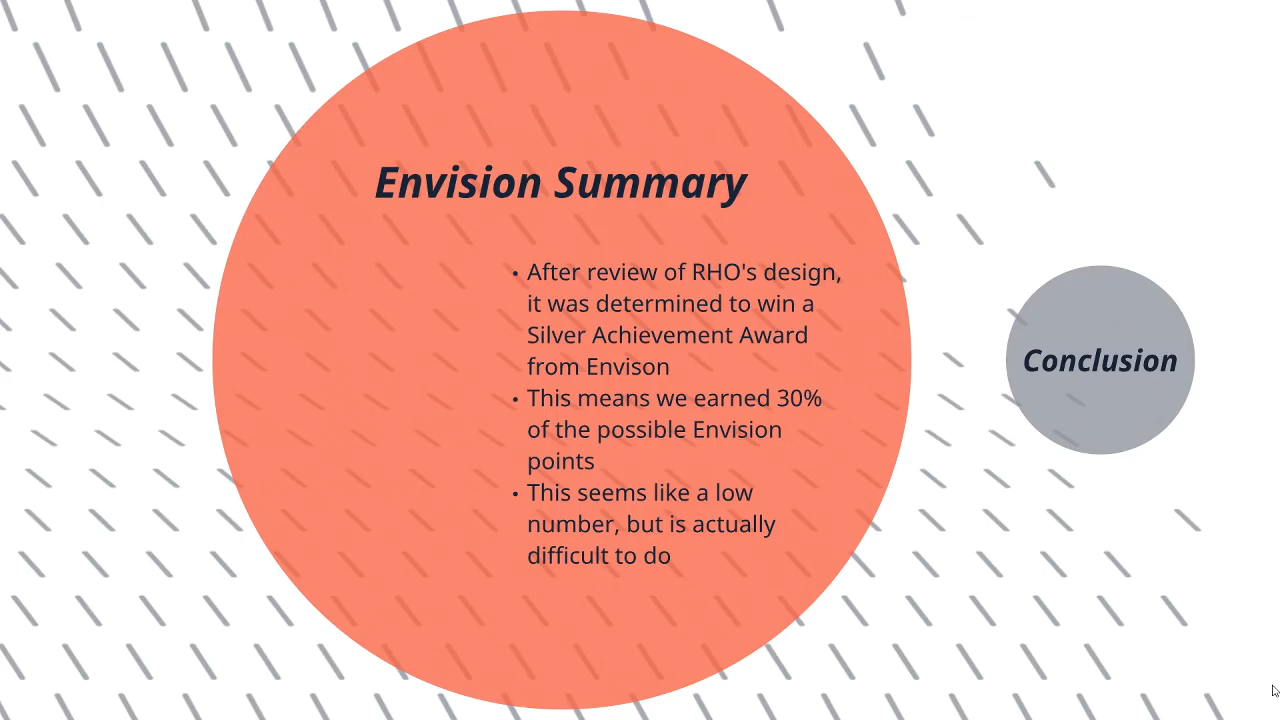 Envision Summary
• After review of RHO's design,
it was determined to win a
Silver Achievement Award
from Envison
• This means we earned 30%
of the possible Envision
points
• This seems like a low
number, but is actually
difficult to do
Conclusion